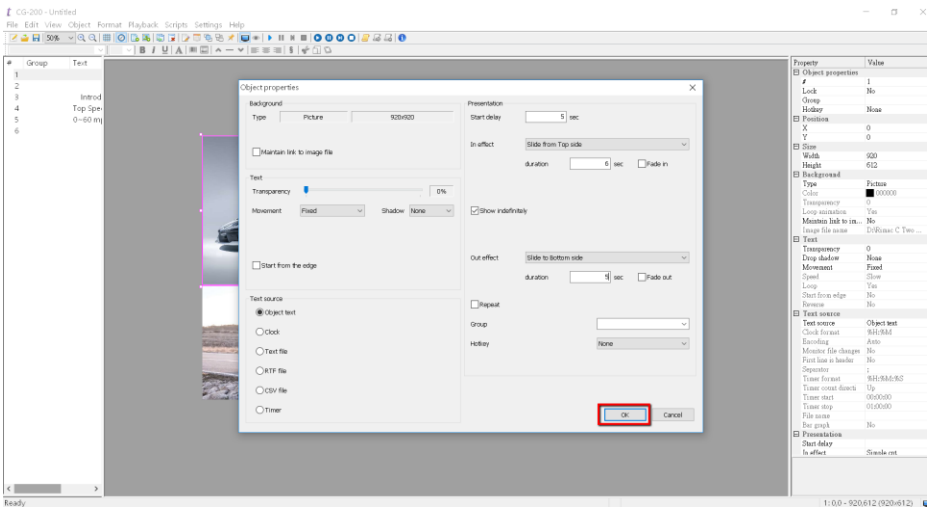 CG-200 - Untitled
File Edit View Object Format Playback Scripts Settings Help
50%
B I U A
# Group Text
1
2
3 Introd
4 Top Spe
5 0~60 mp
6
Object properties
Background
Type Picture 920x920
Maintain link to image file
Text
Transparency 0%
Movement Fixed Shadow None
Start from the edge
Text source
Object text
Clock
Text file
RTF file
CSV file
Timer
Presentation
Start delay 5 sec
In effect Slide from Top side
duration 6 sec Fade in
Show indefinitely
Out effect Slide to Bottom side
duration 5 sec Fade out
Repeat
Group
Hotkey None
OK Cancel
Property Value
Object properties
# 1
Lock No
Group
Hotkey None
Position
X 0
Y 0
Size
Width 920
Height 612
Background
Type Picture
Color 000000
Transparency 0
Loop animation Yes
Maintain link to im... No
Image file name D:\Rimac C Two ...
Text
Transparency 0
Drop shadow None
Movement Fixed
Speed Slow
Loop Yes
Start from edge No
Reverse No
Text source
Text source Object text
Clock format %H:%M
Encoding Auto
Monitor file changes No
First line is header No
Separator ;
Timer format %H:%M:%S
Timer count directi Up
Timer start 00:00:00
Timer stop 01:00:00
File name
Bar graph No
Presentation
Start delay
In effect Simple cut
Ready 1: 0,0 - 920,612 (920x612)